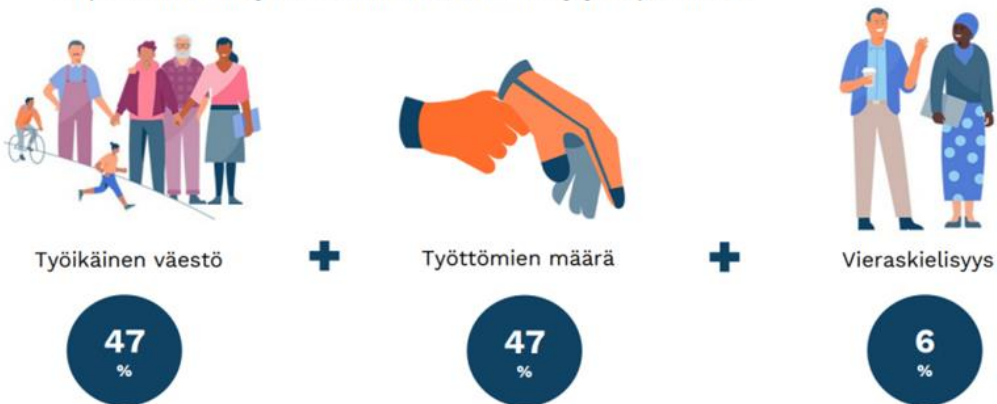 Työikäinen väestö + Työttömien määrä + Vieraskielisyys
47 % 47 % 6 %